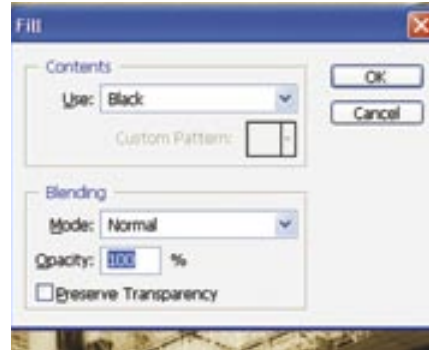 Fill
Contents
OK
Use: Black
Cancel
Custom Pattern:
Blending
Mode: Normal
Opacity: 100 %
Preserve Transparency